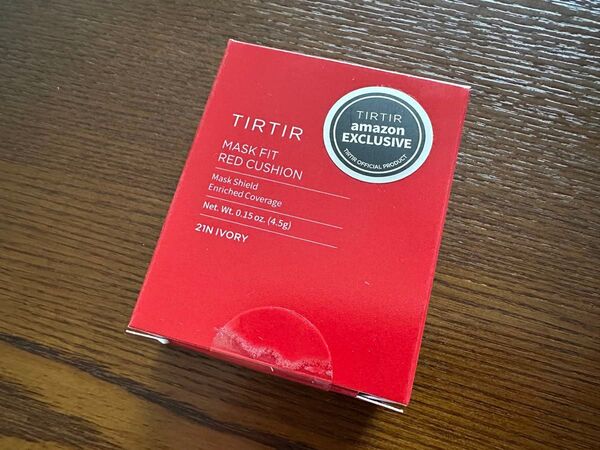 TIRTIR
MASK FIT
RED CUSHION
Mask Shield
Enriched Coverage
Net. Wt. 0.15 oz. (4.5g)
21N IVORY
TIRTIR
amazon
EXCLUSIVE
TIRTIR OFFICIAL PRODUCT